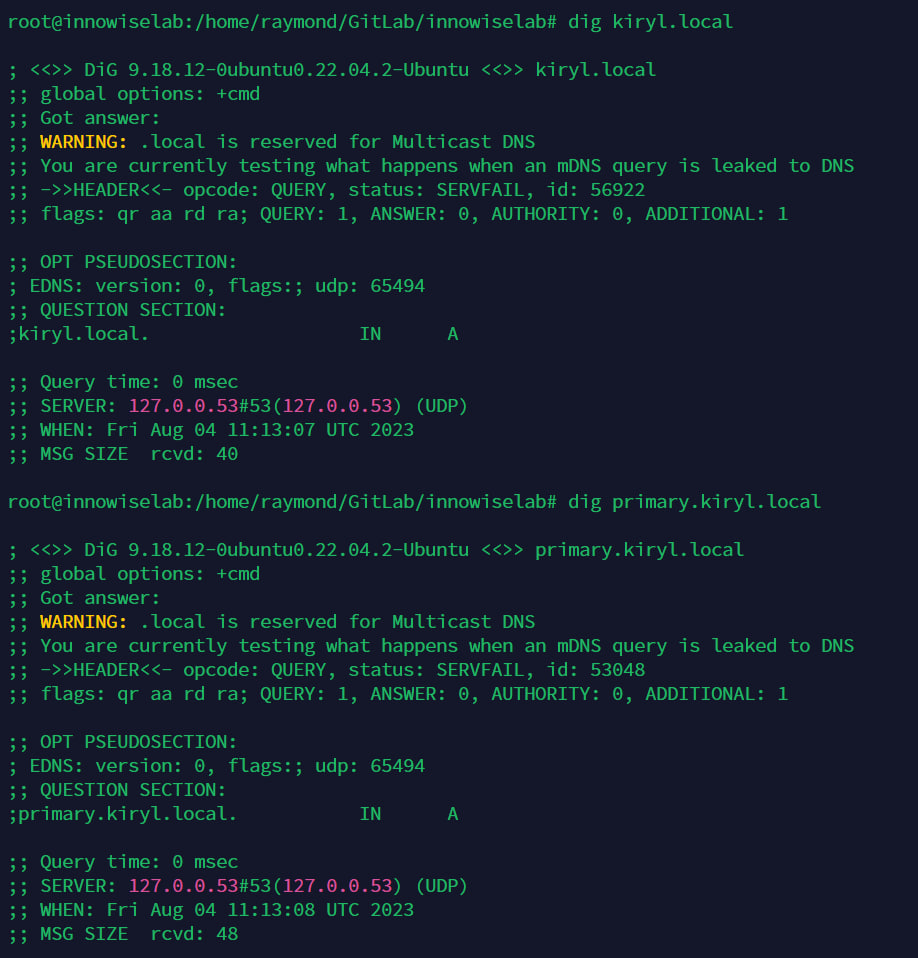 root@innowiselab:/home/raymond/GitLab/innowiselab# dig kiryl.local

; <<>> DiG 9.18.12-0ubuntu0.22.04.2-Ubuntu <<>> kiryl.local
;; global options: +cmd
;; Got answer:
;; WARNING: .local is reserved for Multicast DNS
;; You are currently testing what happens when an mDNS query is leaked to DNS
;; ->>HEADER<<- opcode: QUERY, status: SERVFAIL, id: 56922
;; flags: qr aa rd ra; QUERY: 1, ANSWER: 0, AUTHORITY: 0, ADDITIONAL: 1

;; OPT PSEUDOSECTION:
; EDNS: version: 0, flags:; udp: 65494
;; QUESTION SECTION:
;kiryl.local.                   IN      A

;; Query time: 0 msec
;; SERVER: 127.0.0.53#53(127.0.0.53) (UDP)
;; WHEN: Fri Aug 04 11:13:07 UTC 2023
;; MSG SIZE  rcvd: 40

root@innowiselab:/home/raymond/GitLab/innowiselab# dig primary.kiryl.local

; <<>> DiG 9.18.12-0ubuntu0.22.04.2-Ubuntu <<>> primary.kiryl.local
;; global options: +cmd
;; Got answer:
;; WARNING: .local is reserved for Multicast DNS
;; You are currently testing what happens when an mDNS query is leaked to DNS
;; ->>HEADER<<- opcode: QUERY, status: SERVFAIL, id: 53048
;; flags: qr aa rd ra; QUERY: 1, ANSWER: 0, AUTHORITY: 0, ADDITIONAL: 1

;; OPT PSEUDOSECTION:
; EDNS: version: 0, flags:; udp: 65494
;; QUESTION SECTION:
;primary.kiryl.local.           IN      A

;; Query time: 0 msec
;; SERVER: 127.0.0.53#53(127.0.0.53) (UDP)
;; WHEN: Fri Aug 04 11:13:08 UTC 2023
;; MSG SIZE  rcvd: 48